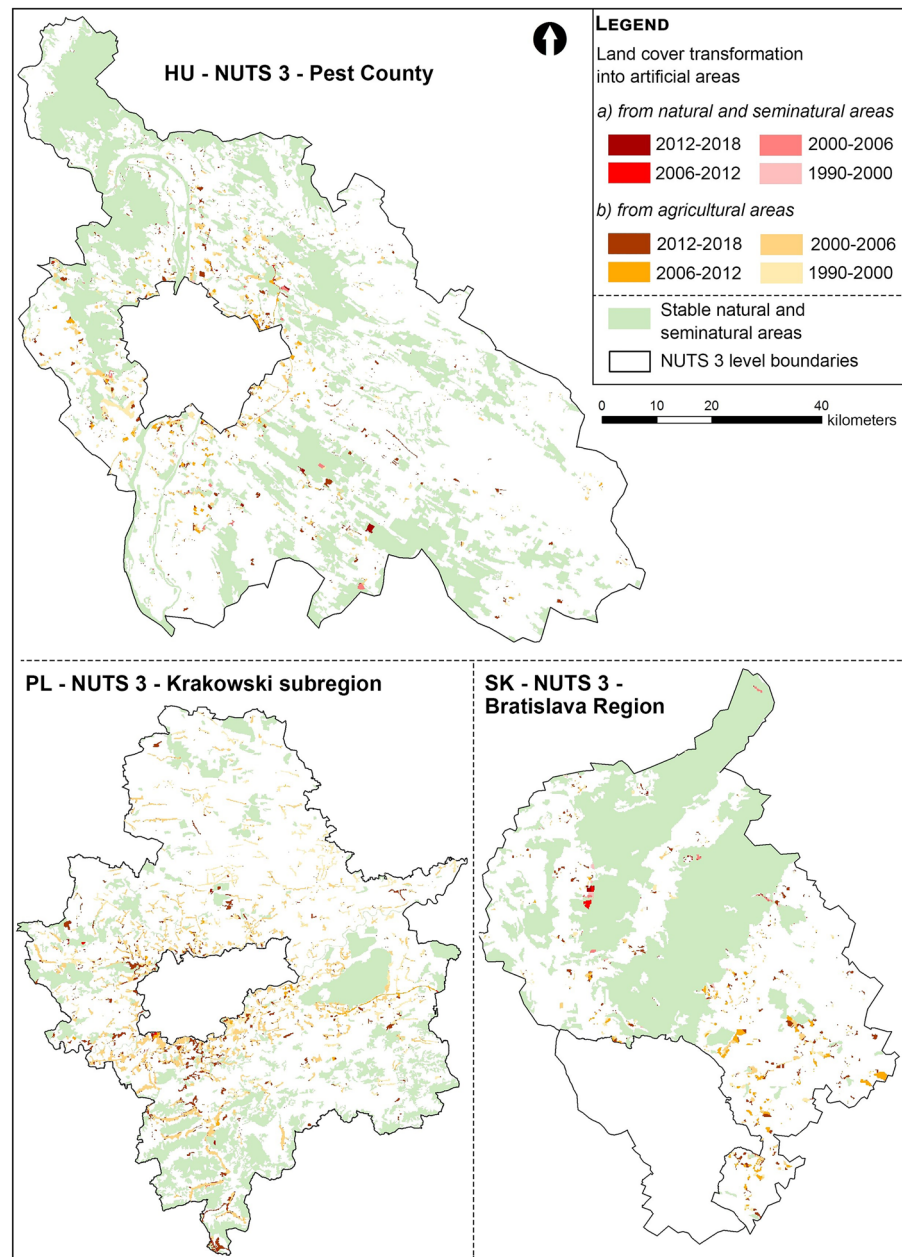 HU - NUTS 3 - Pest County
LEGEND
Land cover transformation
into artificial areas
a) from natural and seminatural areas
2012-2018 2000-2006
2006-2012 1990-2000
b) from agricultural areas
2012-2018 2000-2006
2006-2012 1990-2000
Stable natural and
seminatural areas
NUTS 3 level boundaries
0 10 20 40
kilometers
PL - NUTS 3 - Krakowski subregion
SK - NUTS 3 -
Bratislava Region